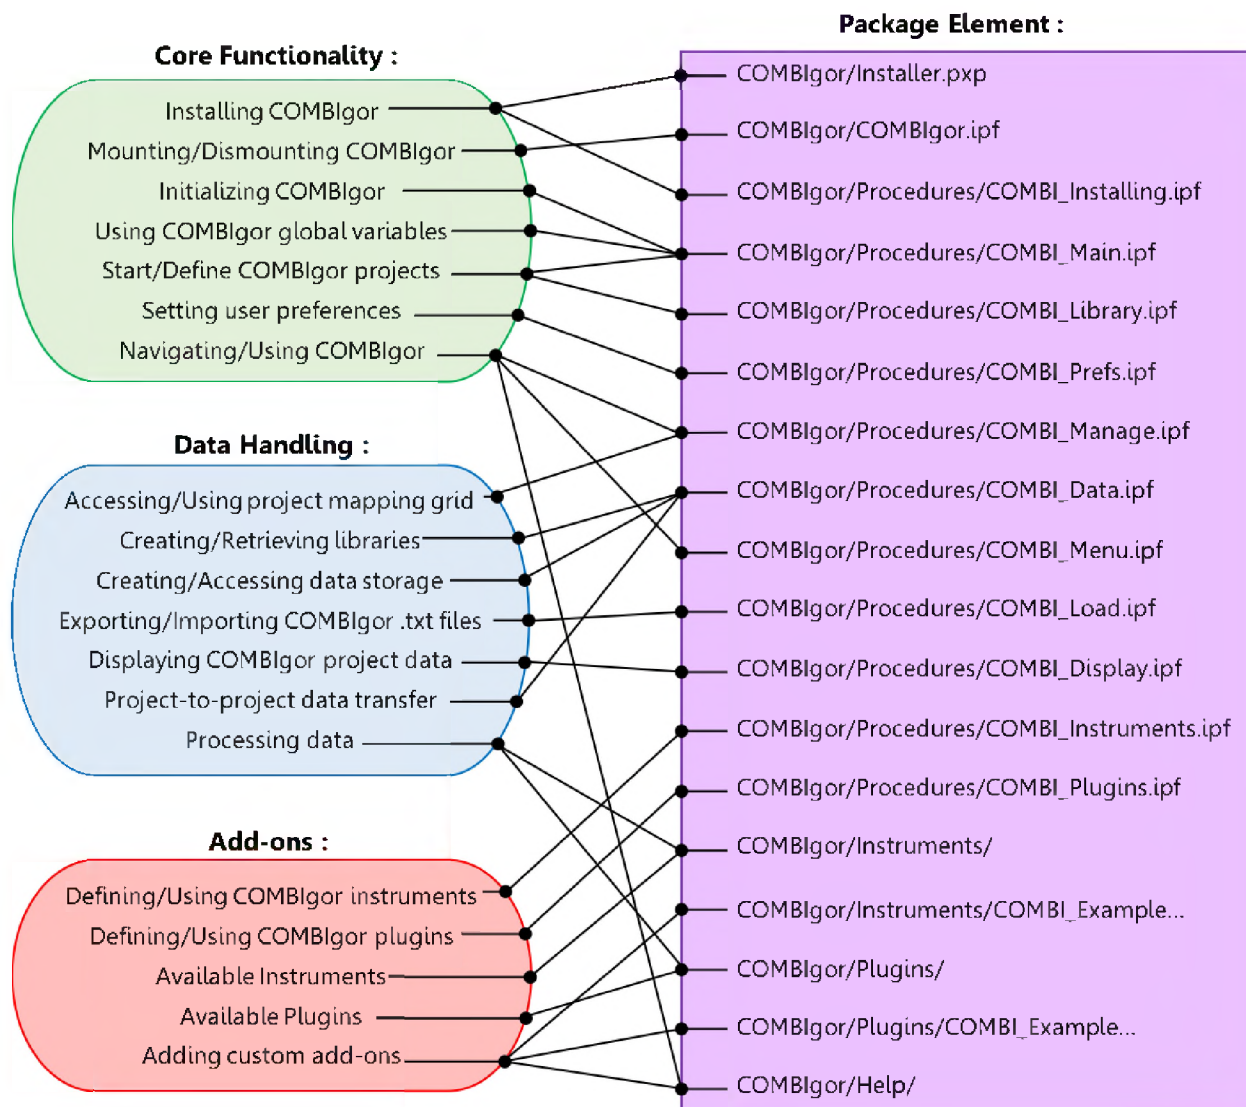 Core Functionality :
Installing COMBIgor
Mounting/Dismounting COMBIgor
Initializing COMBIgor
Using COMBIgor global variables
Start/Define COMBIgor projects
Setting user preferences
Navigating/Using COMBIgor
Data Handling :
Accessing/Using project mapping grid
Creating/Retrieving libraries
Creating/Accessing data storage
Exporting/Importing COMBIgor .txt files
Displaying COMBIgor project data
Project-to-project data transfer
Processing data
Add-ons :
Defining/Using COMBIgor instruments
Defining/Using COMBIgor plugins
Available Instruments
Available Plugins
Adding custom add-ons
Package Element :
COMBIgor/Installer.pxp
COMBIgor/COMBIgor.ipf
COMBIgor/Procedures/COMBI_Installing.ipf
COMBIgor/Procedures/COMBI_Main.ipf
COMBIgor/Procedures/COMBI_Library.ipf
COMBIgor/Procedures/COMBI_Prefs.ipf
COMBIgor/Procedures/COMBI_Manage.ipf
COMBIgor/Procedures/COMBI_Data.ipf
COMBIgor/Procedures/COMBI_Menu.ipf
COMBIgor/Procedures/COMBI_Load.ipf
COMBIgor/Procedures/COMBI_Display.ipf
COMBIgor/Procedures/COMBI_Instruments.ipf
COMBIgor/Procedures/COMBI_Plugins.ipf
COMBIgor/Instruments/
COMBIgor/Instruments/COMBI_Example...
COMBIgor/Plugins/
COMBIgor/Plugins/COMBI_Example...
COMBIgor/Help/